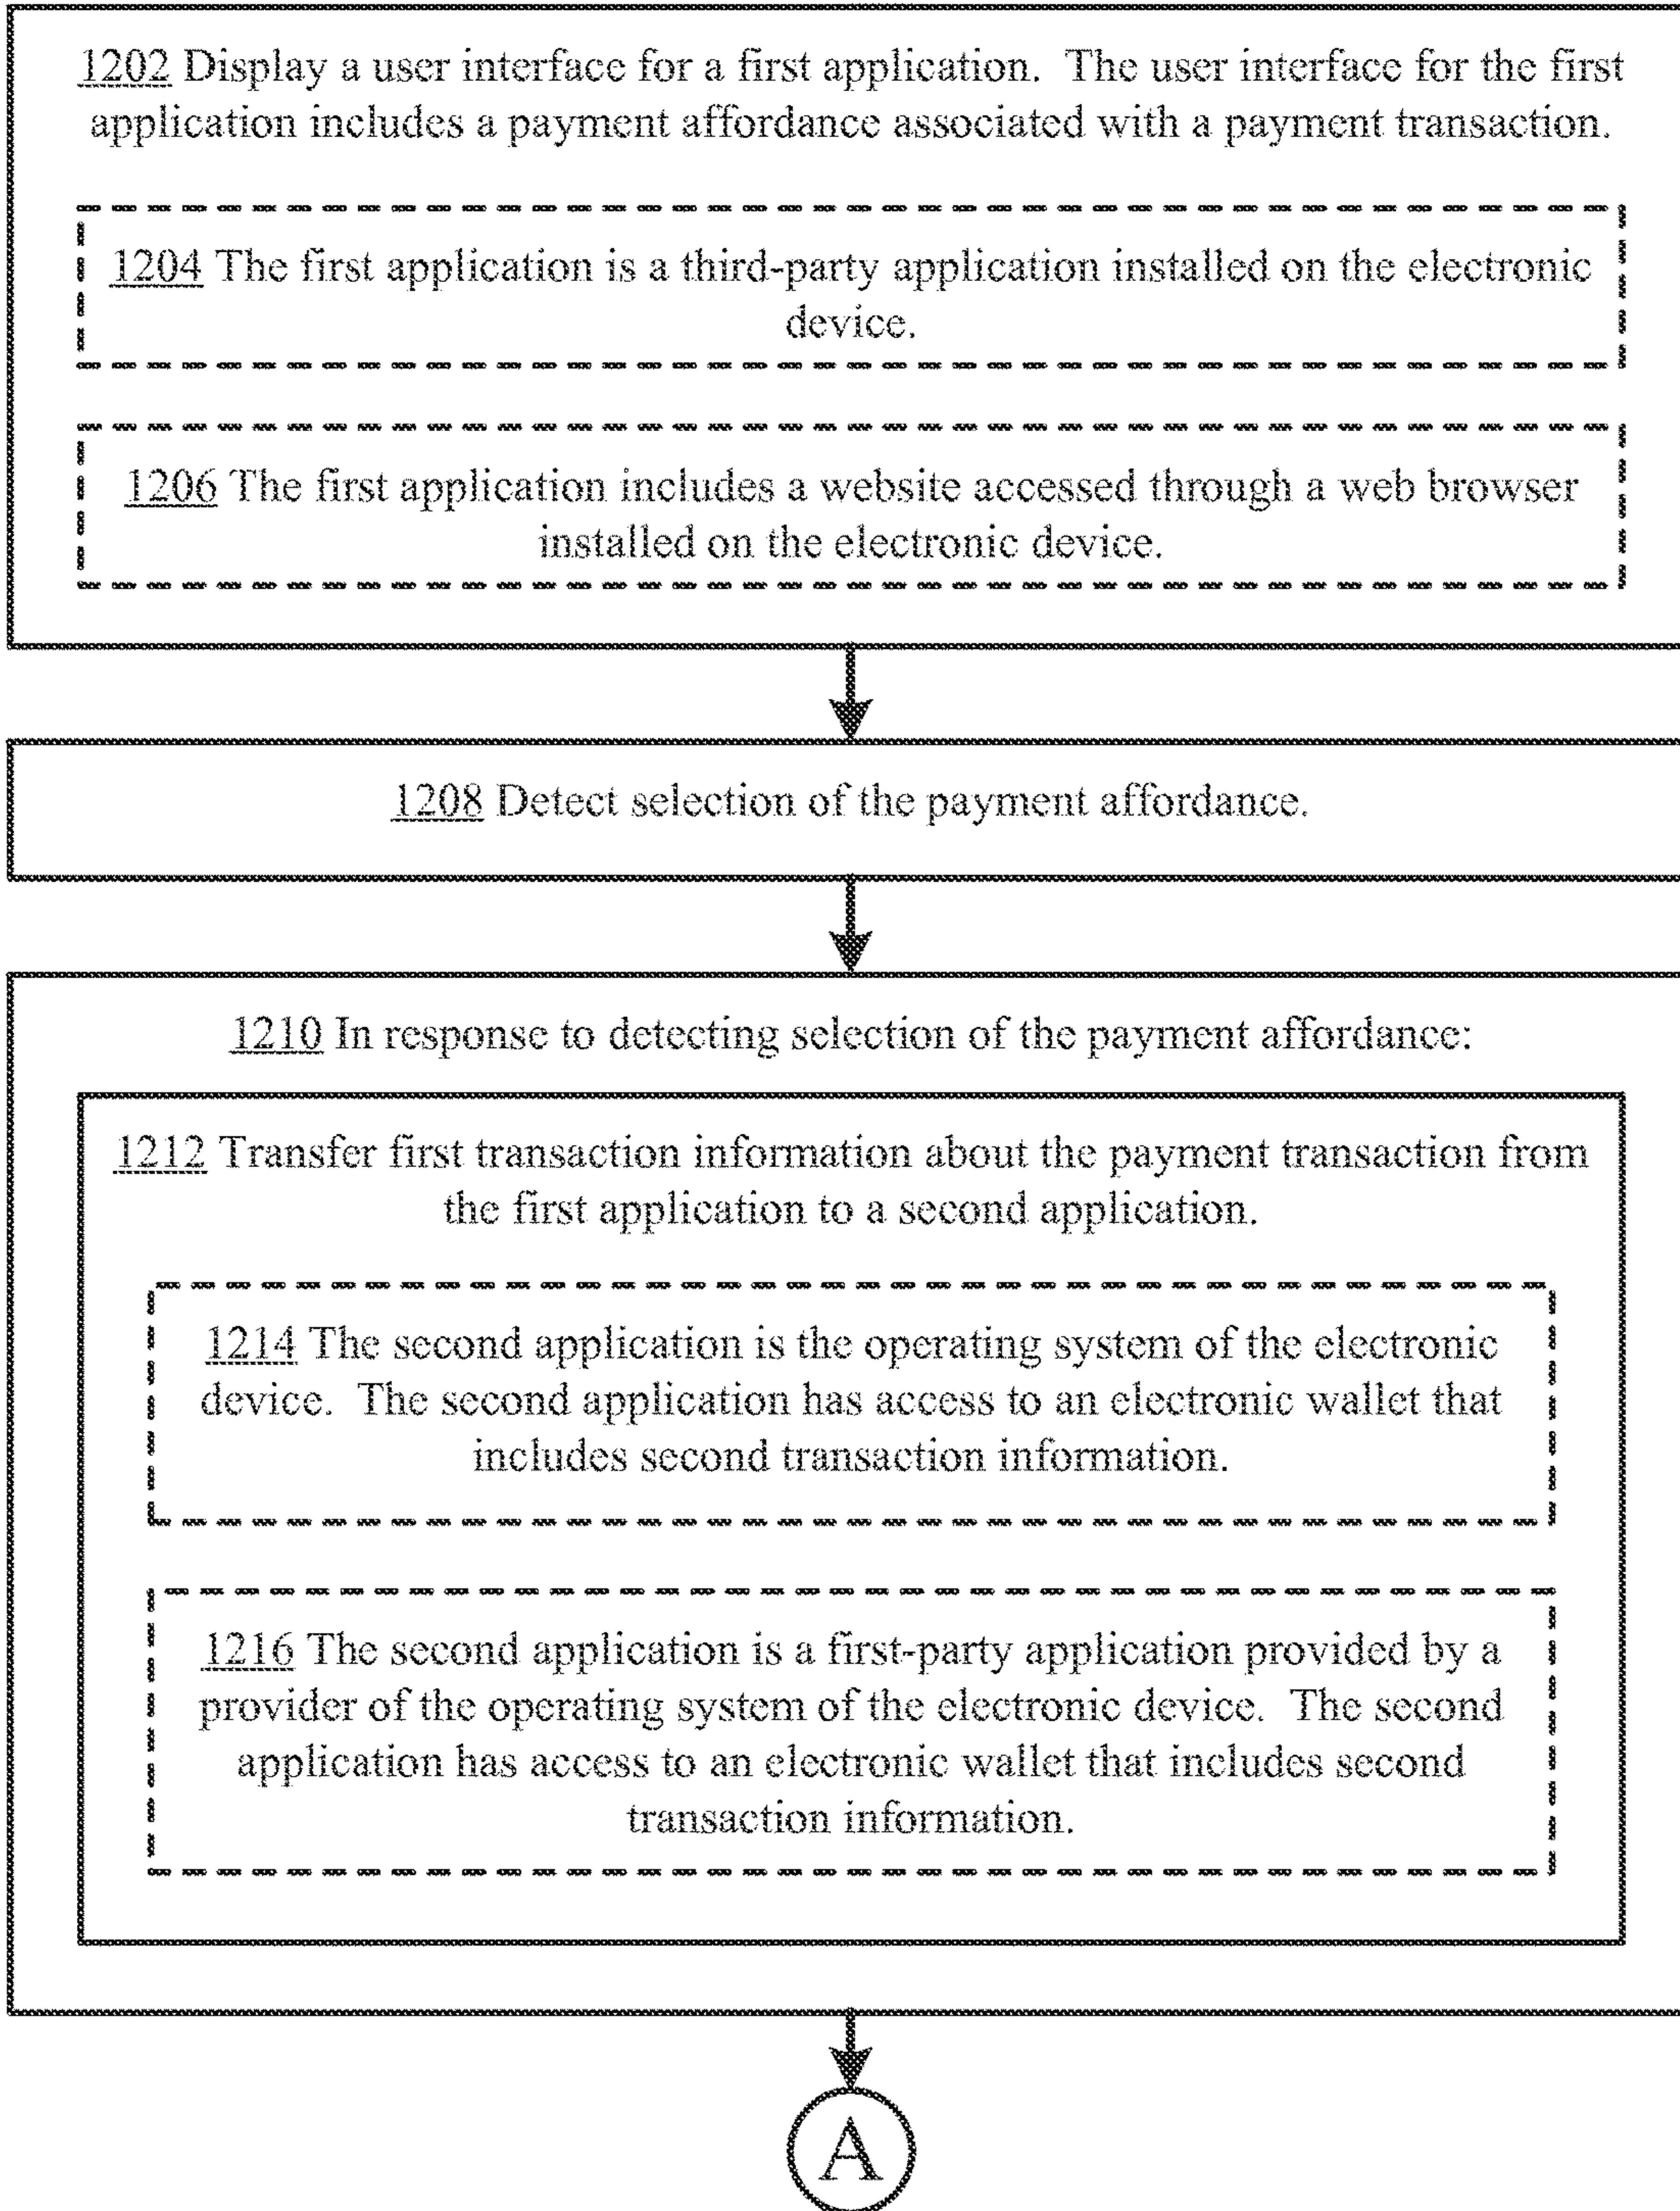 1202 Display a user interface for a first application.  The user interface for the first
application includes a payment affordance associated with a payment transaction.
1204 The first application is a third-party application installed on the electronic
device.
1206 The first application includes a website accessed through a web browser
installed on the electronic device.
1208 Detect selection of the payment affordance.
1210 In response to detecting selection of the payment affordance:
1212 Transfer first transaction information about the payment transaction from
the first application to a second application.
1214 The second application is the operating system of the electronic
device.  The second application has access to an electronic wallet that
includes second transaction information.
1216 The second application is a first-party application provided by a
provider of the operating system of the electronic device.  The second
application has access to an electronic wallet that includes second
transaction information.
A